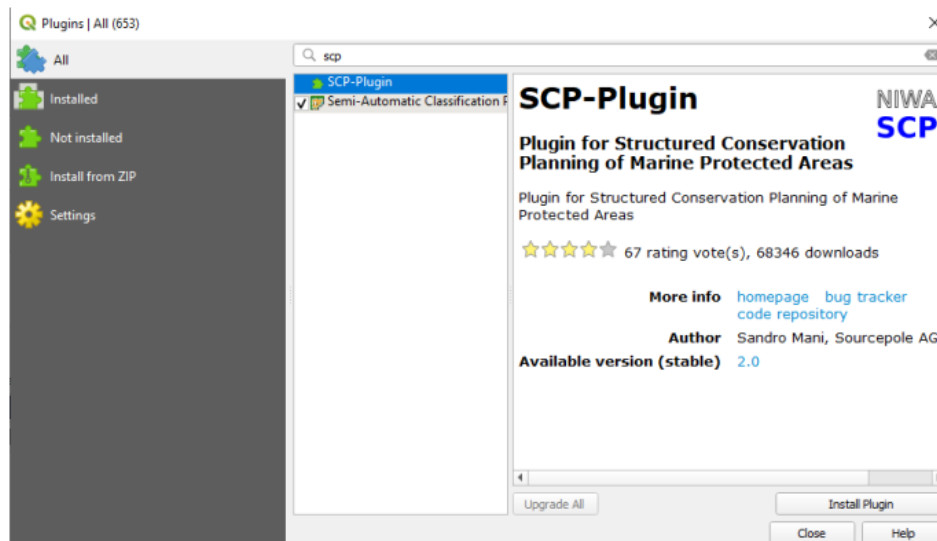 Plugins | All (653)
All
Installed
Not installed
Install from ZIP
Settings
scp
SCP-Plugin
Semi-Automatic Classification P
SCP-Plugin
NIWA
SCP
Plugin for Structured Conservation
Planning of Marine Protected Areas
Plugin for Structured Conservation Planning of Marine
Protected Areas
67 rating vote(s), 68346 downloads
More info homepage bug tracker
code repository
Author Sandro Mani, Sourcepole AG
Available version (stable) 2.0
Upgrade All
Install Plugin
Close
Help